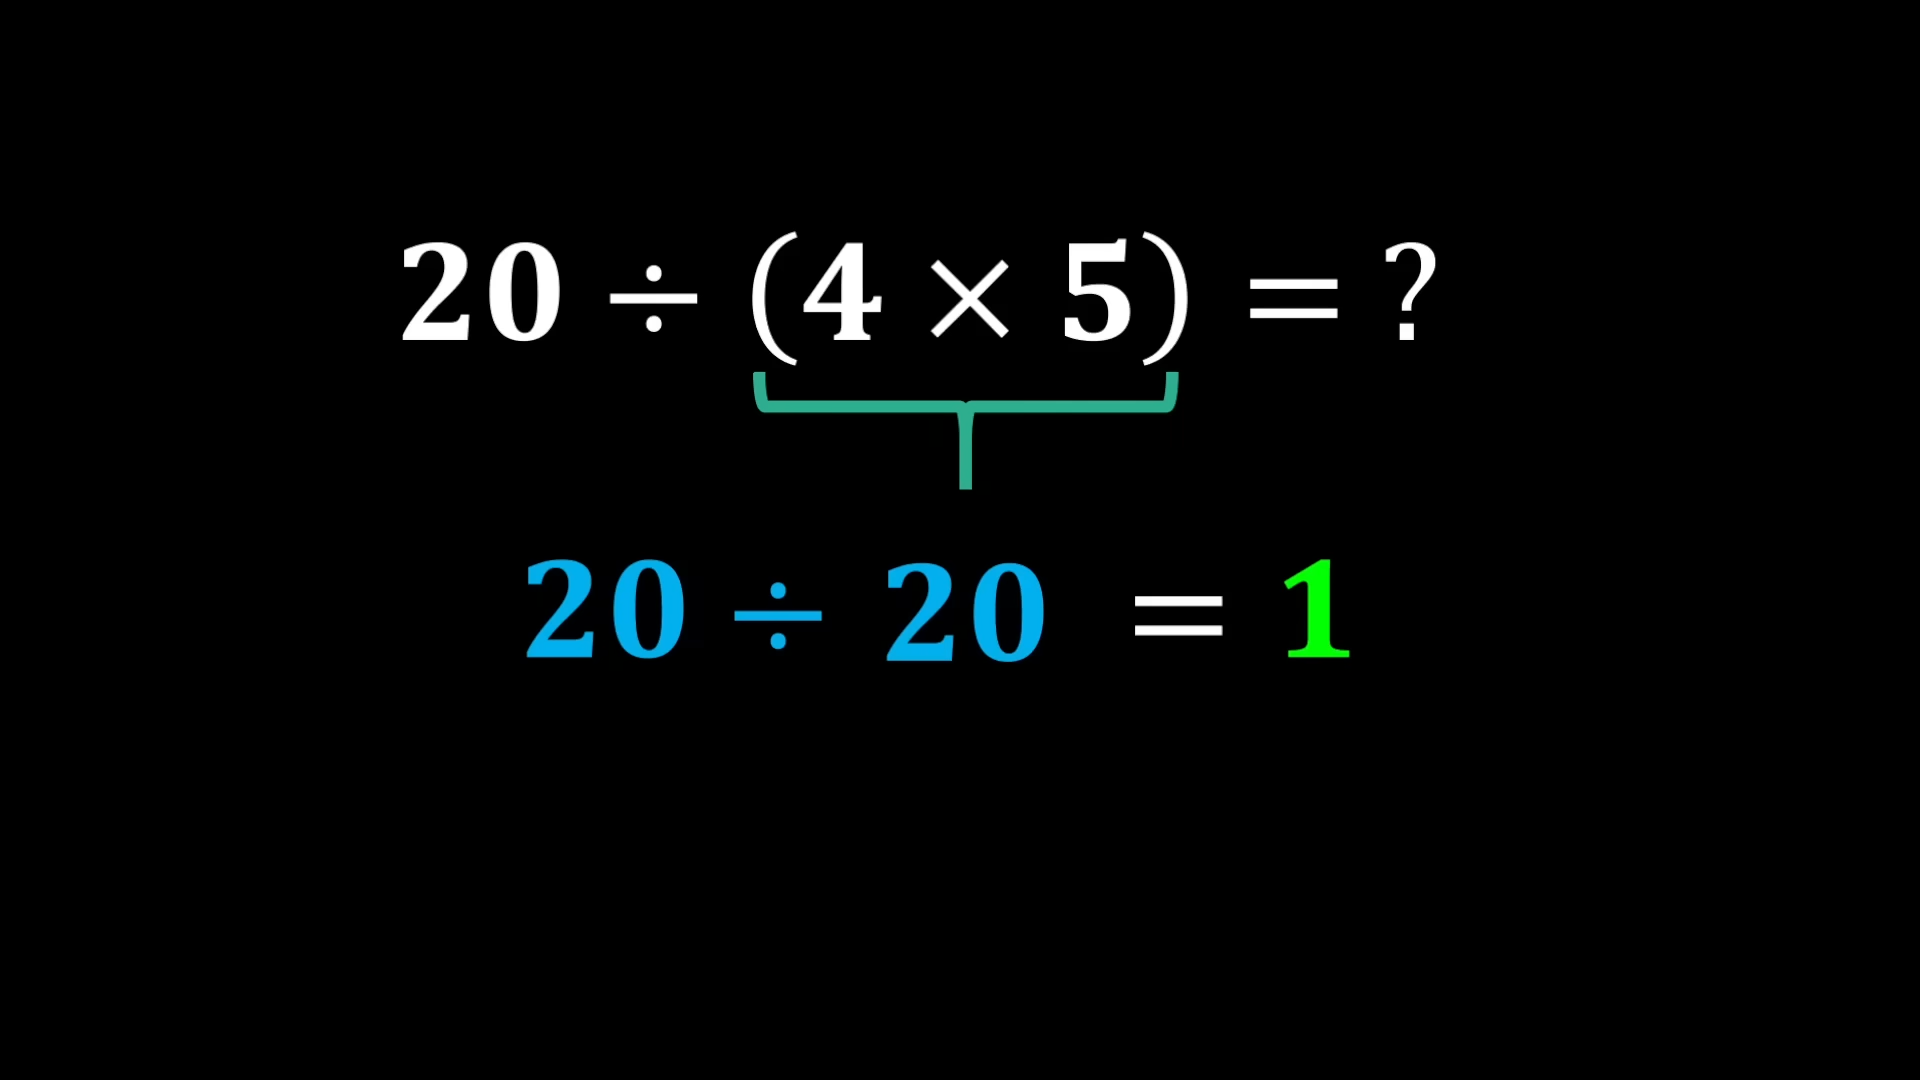 20 ÷ (4 × 5) = ?
20 ÷ 20 = 1